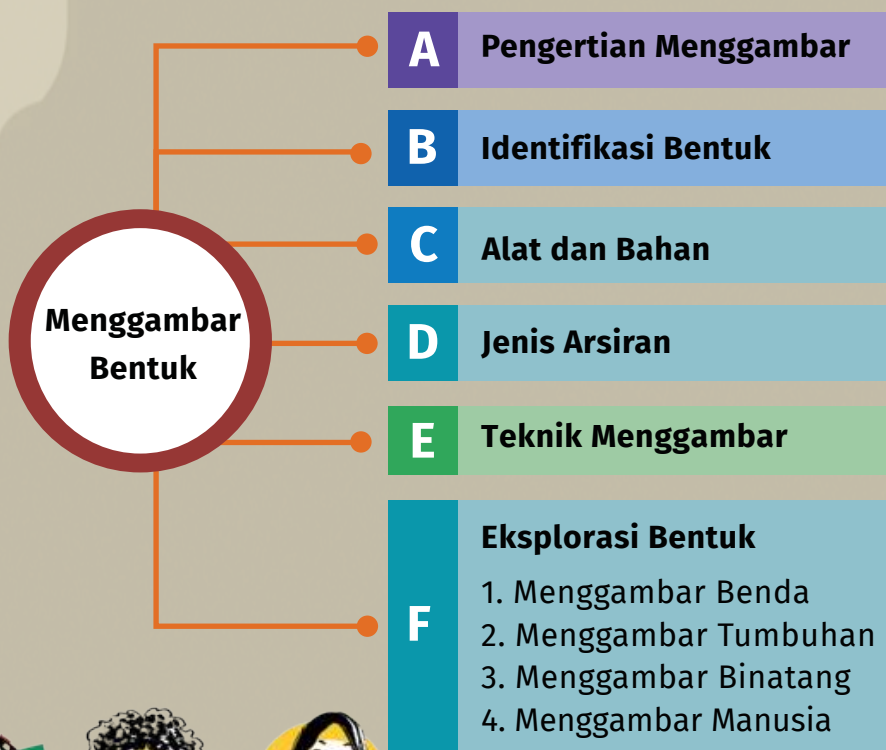 Menggambar
Bentuk
A Pengertian Menggambar
B Identifikasi Bentuk
C Alat dan Bahan
D Jenis Arsiran
E Teknik Menggambar
F
Eksplorasi Bentuk
1. Menggambar Benda
2. Menggambar Tumbuhan
3. Menggambar Binatang
4. Menggambar Manusia